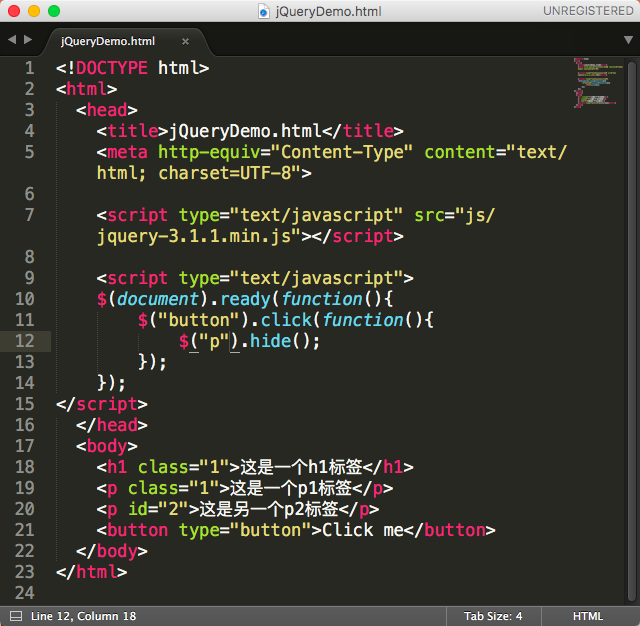 jQueryDemo.html
UNREGISTERED
jQueryDemo.html ×
1 <!DOCTYPE html>
2 <html>
3 <head>
4 <title>jQueryDemo.html</title>
5 <meta http-equiv="Content-Type" content="text/
html; charset=UTF-8">
6
7 <script type="text/javascript" src="js/
jquery-3.1.1.min.js"></script>
8
9 <script type="text/javascript">
10 $(document).ready(function(){
11 $("button").click(function(){
12 $("p").hide();
13 });
14 });
15 </script>
16 </head>
17 <body>
18 <h1 class="1">这是一个h1标签</h1>
19 <p class="1">这是一个p1标签</p>
20 <p id="2">这是另一个p2标签</p>
21 <button type="button">Click me</button>
22 </body>
23 </html>
24
Line 12, Column 18
Tab Size: 4
HTML